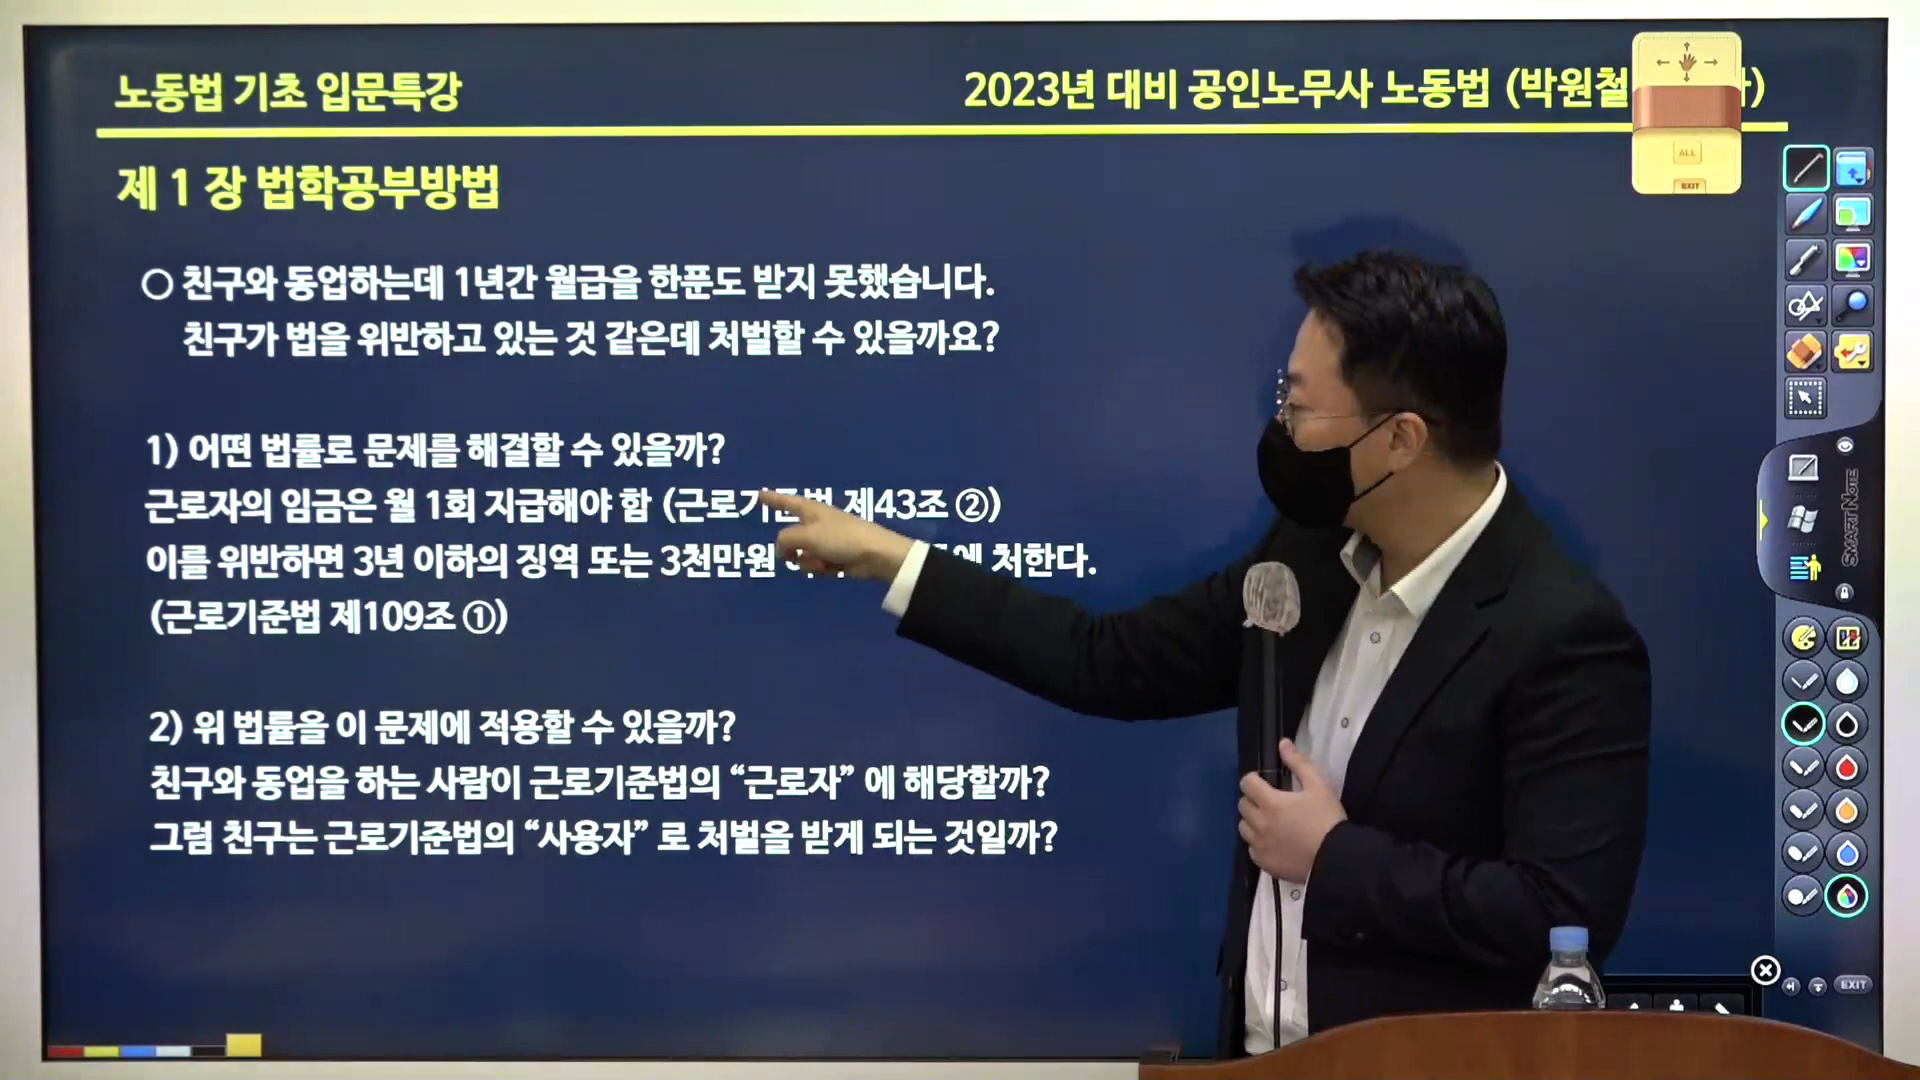 노동법 기초 입문특강
2023년 대비 공인노무사 노동법 (박원철
제 1 장 법학공부방법
○ 친구와 동업하는데 1년간 월급을 한푼도 받지 못했습니다.
친구가 법을 위반하고 있는 것 같은데 처벌할 수 있을까요?
1) 어떤 법률로 문제를 해결할 수 있을까?
근로자의 임금은 월 1회 지급해야 함 (근로기준법 제43조 ②)
이를 위반하면 3년 이하의 징역 또는 3천만원 처한다.
(근로기준법 제109조 ①)
2) 위 법률을 이 문제에 적용할 수 있을까?
친구와 동업을 하는 사람이 근로기준법의 “근로자” 에 해당할까?
그럼 친구는 근로기준법의 “사용자” 로 처벌을 받게 되는 것일까?
ALL
EXIT
SMART NOTE
EXIT